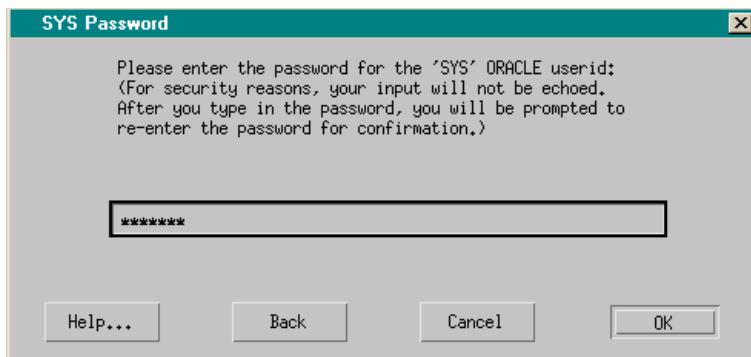 SYS Password
Please enter the password for the 'SYS' ORACLE userid:
(For security reasons, your input will not be echoed.
After you type in the password, you will be prompted to
re-enter the password for confirmation.)
*******
Help... Back Cancel OK